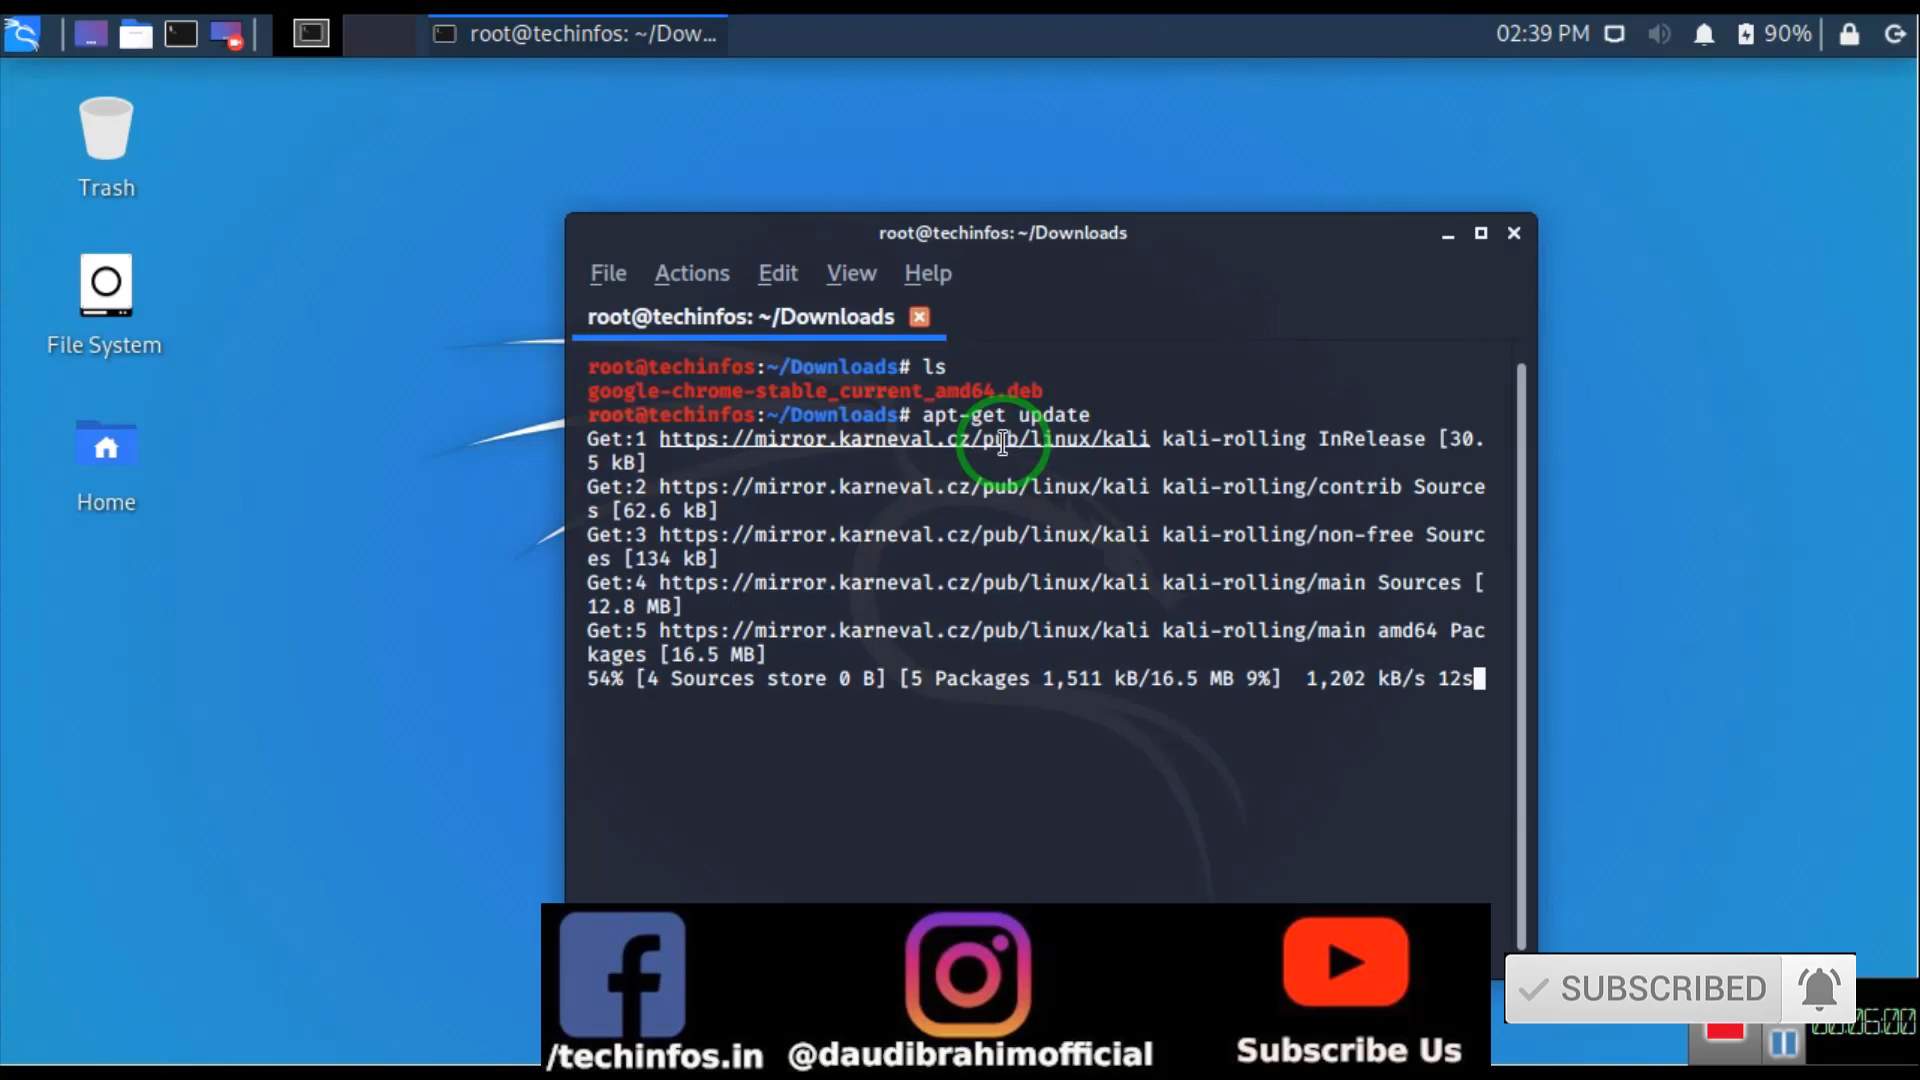 root@techinfos: ~/Dow...
02:39 PM
90%
Trash
File System
Home
root@techinfos: ~/Downloads
File Actions Edit View Help
root@techinfos: ~/Downloads
root@techinfos:~/Downloads# ls
google-chrome-stable_current_amd64.deb
root@techinfos:~/Downloads# apt-get update
Get:1 https://mirror.karneval.cz/pub/linux/kali kali-rolling InRelease [30.
5 kB]
Get:2 https://mirror.karneval.cz/pub/linux/kali kali-rolling/contrib Source
s [62.6 kB]
Get:3 https://mirror.karneval.cz/pub/linux/kali kali-rolling/non-free Sourc
es [134 kB]
Get:4 https://mirror.karneval.cz/pub/linux/kali kali-rolling/main Sources [
12.8 MB]
Get:5 https://mirror.karneval.cz/pub/linux/kali kali-rolling/main amd64 Pac
kages [16.5 MB]
54% [4 Sources store 0 B] [5 Packages 1,511 kB/16.5 MB 9%] 1,202 kB/s 12s
/techinfos.in
@daudibrahimofficial
Subscribe Us
SUBSCRIBED